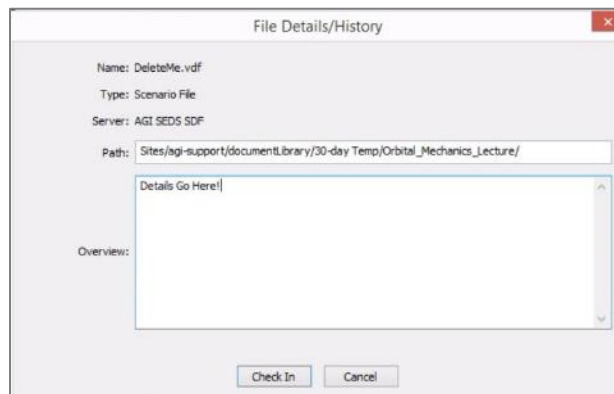 File Details/History
Name: DeleteMe.vdf
Type: Scenario File
Server: AGI SEDS SDF
Path: Sites/agi-support/documentLibrary/30-day Temp/Orbital_Mechanics_Lecture/
Details Go Here!
Overview:
Check In Cancel